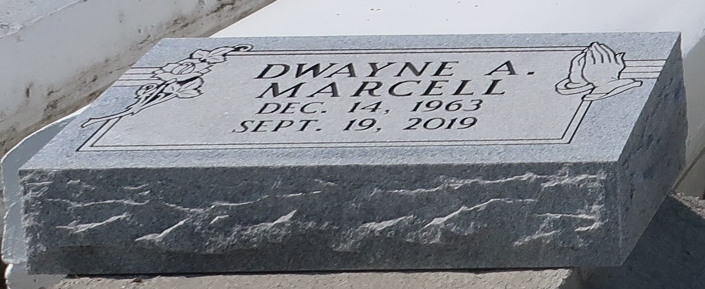 DWAYNE A.
MARCELL
DEC. 14, 1963
SEPT. 19, 2019